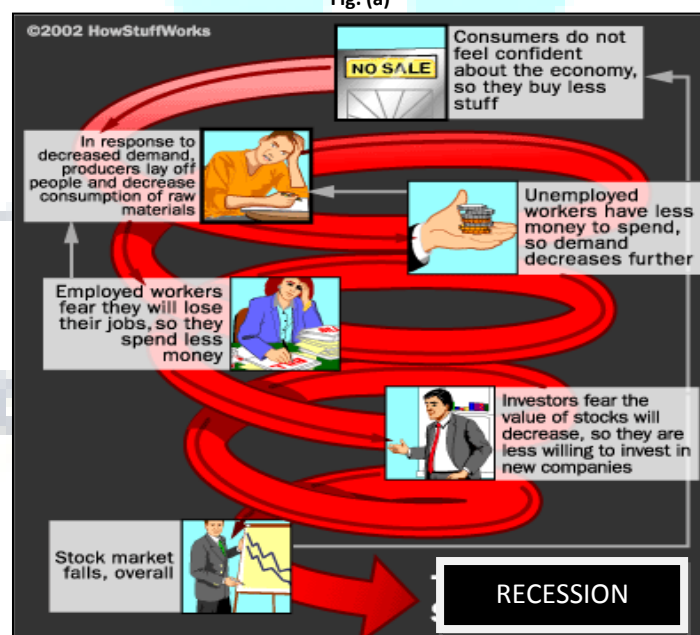 Fig. (a)
©2002 HowStuffWorks
NO SALE
Consumers do not
feel confident
about the economy,
so they buy less
stuff
In response to
decreased demand,
producers lay off
people and decrease
consumption of raw
materials
Unemployed
workers have less
money to spend,
so demand
decreases further
Employed workers
fear they will lose
their jobs, so they
spend less
money
Investors fear the
value of stocks will
decrease, so they are
less willing to invest in
new companies
Stock market
falls, overall
RECESSION